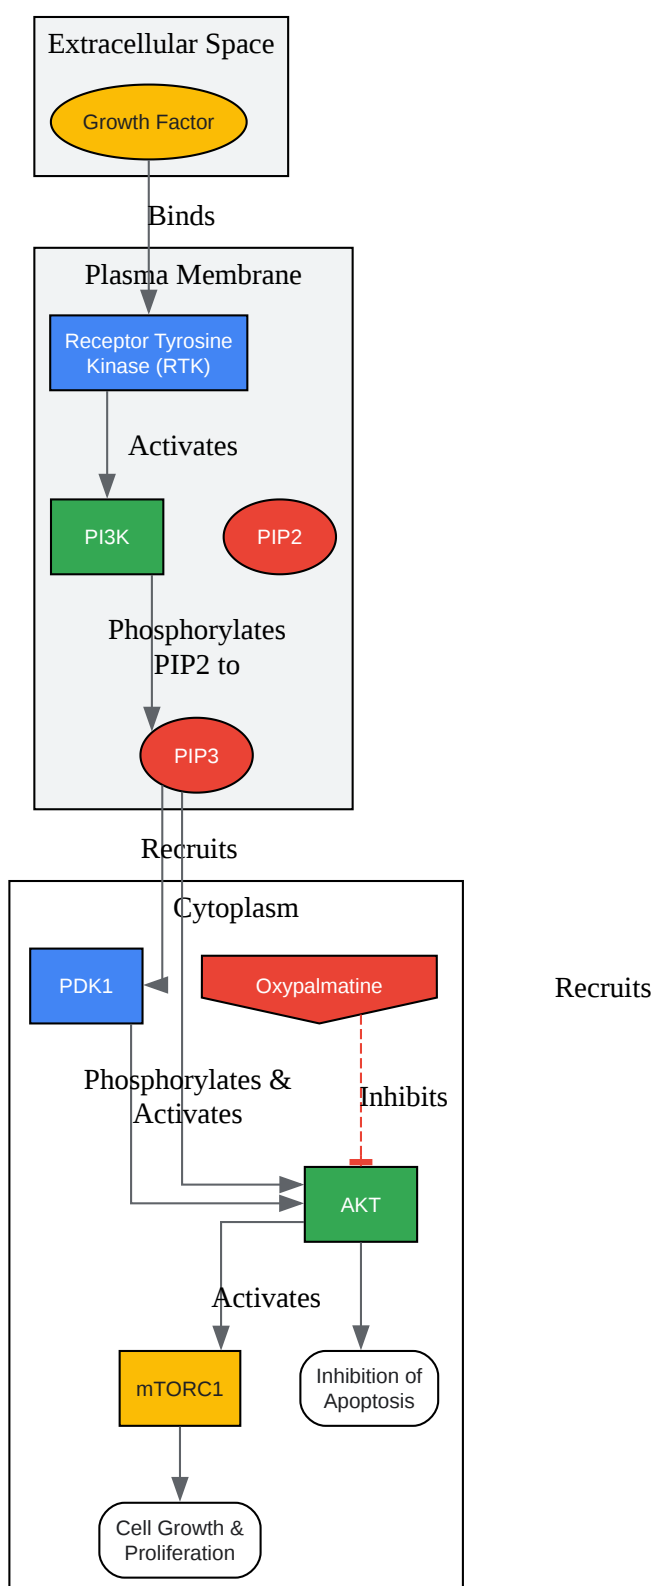 Extracellular Space
Growth Factor
Binds
Plasma Membrane
Receptor Tyrosine
Kinase (RTK)
Activates
PI3K
PIP2
Phosphorylates
PIP2 to
PIP3
Recruits
Cytoplasm
PDK1
Oxypalmatine
Recruits
Phosphorylates &
Activates
Inhibits
AKT
Activates
mTORC1
Inhibition of
Apoptosis
Cell Growth &
Proliferation